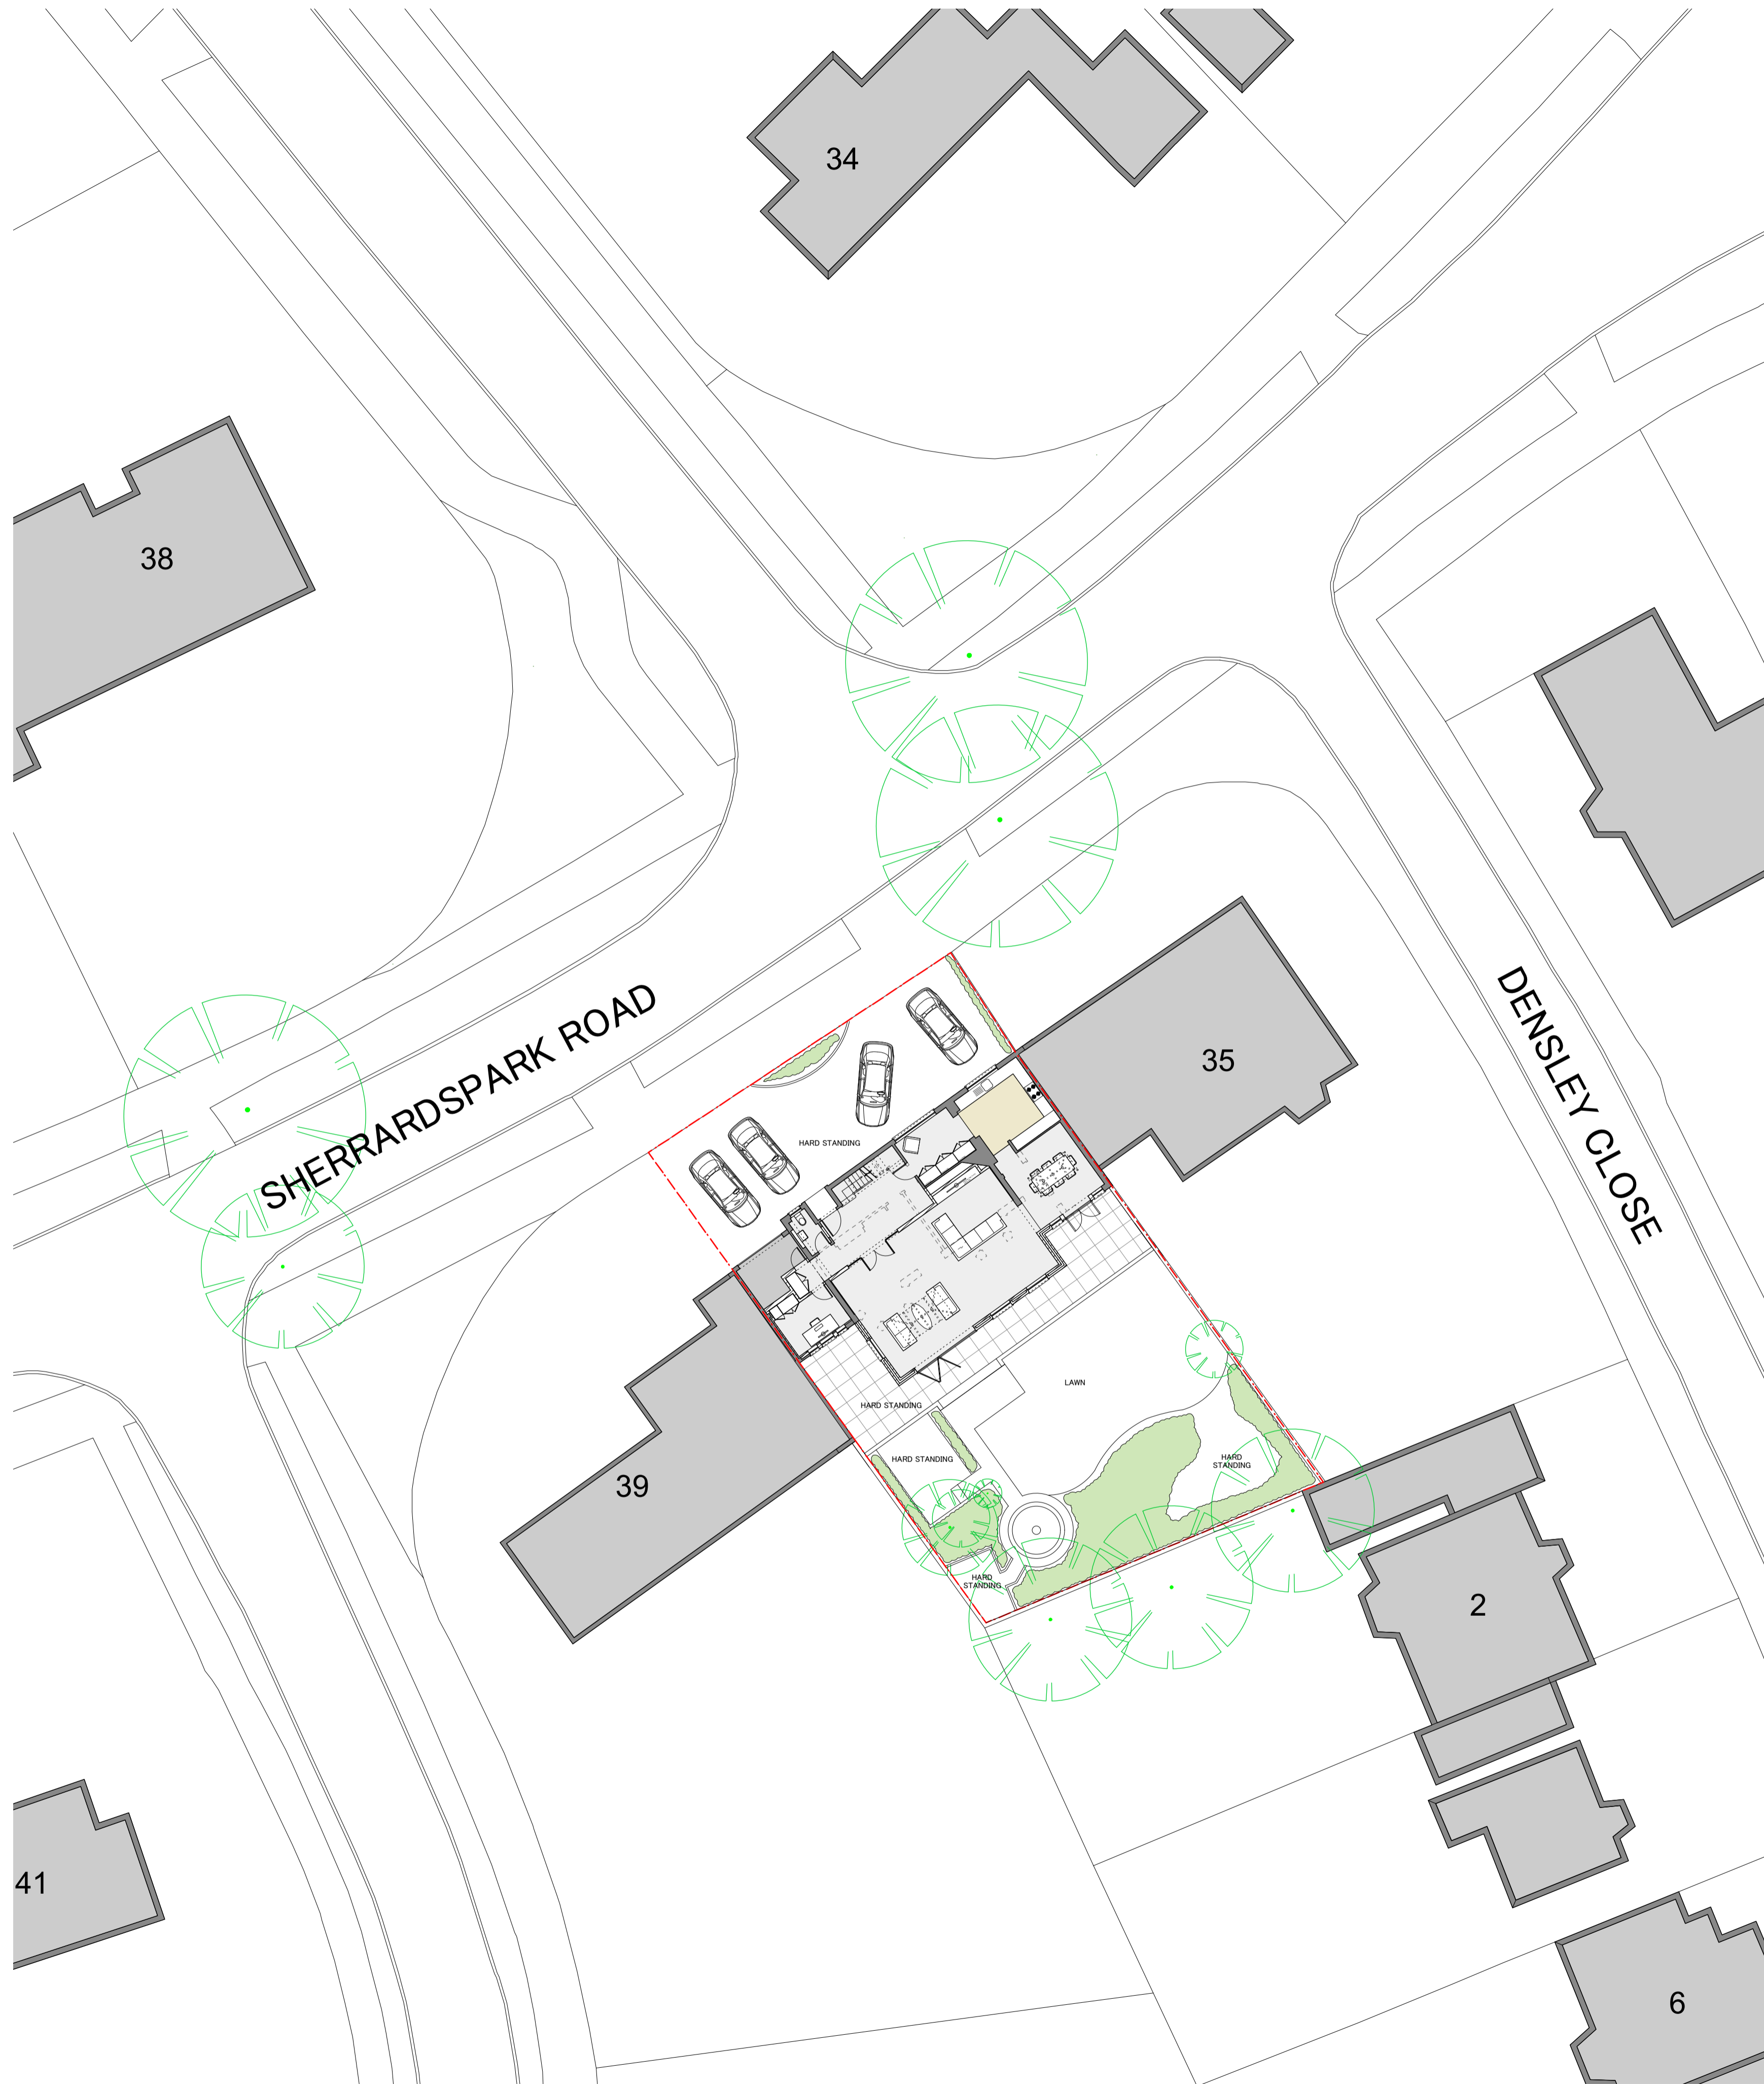 34
38
SHERRARDSPARK ROAD
35
DENSLEY CLOSE
HARD STANDING
LAWN
HARD STANDING
HARD STANDING
HARD
STANDING
39
HARD
STANDING
2
41
6